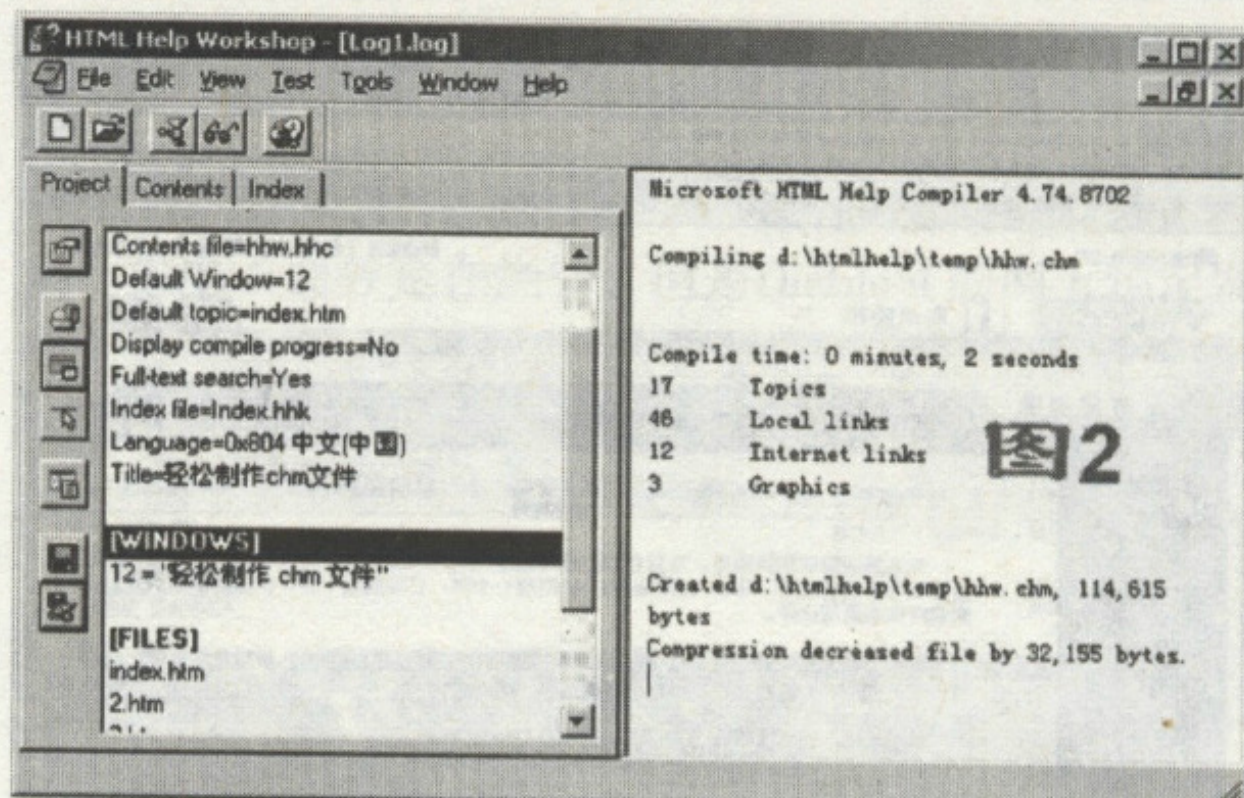 HTML Help Workshop - [Log1.log]
File Edit View Test Tools Window Help
Project Contents Index
Contents file=hhw.hhc
Default Window=12
Default topic=index.htm
Display compile progress=No
Full-text search=Yes
Index file=Index.hhk
Language=0x804 中文(中国)
Title=轻松制作chm文件
[WINDOWS]
12 = "轻松制作 chm 文件"
[FILES]
index.htm
2.htm
Microsoft HTML Help Compiler 4.74.8702
Compiling d:\htmlhelp\temp\hhw.chm
Compile time: 0 minutes, 2 seconds
17 Topics
46 Local links
12 Internet links
3 Graphics
图2
Created d:\htmlhelp\temp\hhw.chm, 114,615
bytes
Compression decreased file by 32,155 bytes.